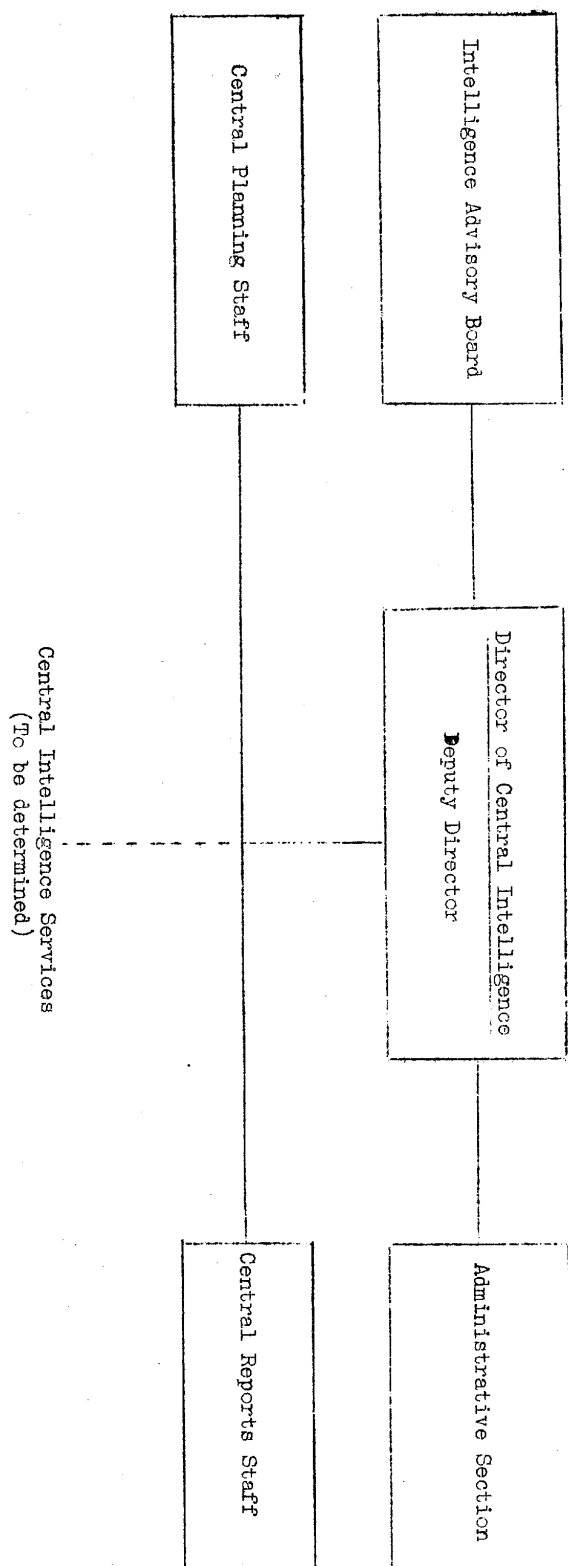 Intelligence Advisory Board
Director of Central Intelligence
Deputy Director
Administrative Section
Central Planning Staff
Central Reports Staff
Central Intelligence Services
(To be determined)